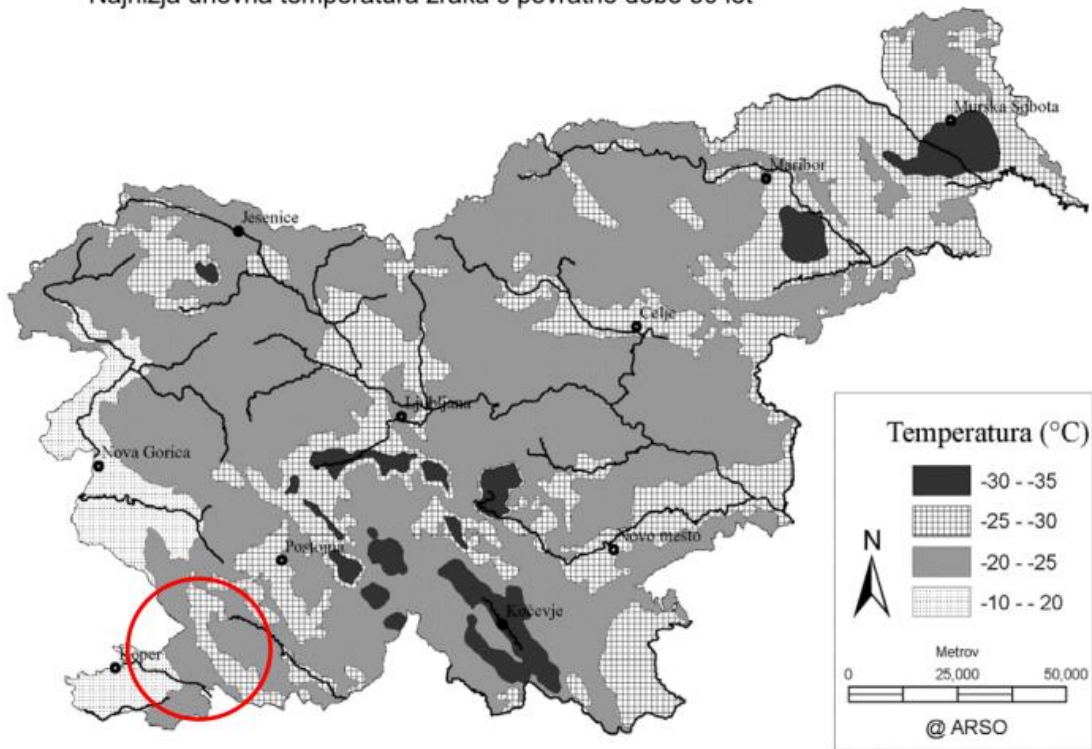 Najnižja dnevna temperatura zraka s povratno dobo 50 let
Murska Sobota
Maribor
Jesenice
Celje
Ljubljana
Nova Gorica
Novo mesto
Postojna
Kočevje
Koper
Temperatura (°C)
-30 - -35
-25 - -30
-20 - -25
-10 - -20
N
Metrov
0 25,000 50,000
@ ARSO